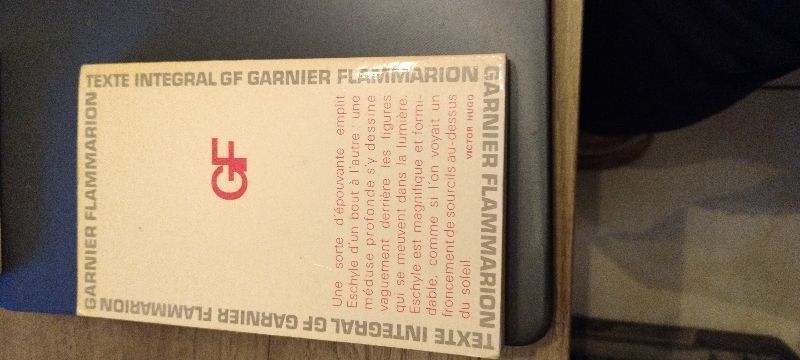 TEXTE INTEGRAL GF GARNIER FLAMMARION
GARNIER FLAMMARION
TEXTE INTEGRAL GF GARNIER FLAMMARION
GARNIER FLAMMARION
GF
Une sorte d'épouvante emplit
Eschyle d'un bout à l'autre : une
méduse profonde s'y dessine
vaguement derrière les figures
qui se meuvent dans la lumière.
Eschyle est magnifique et formi-
dable, comme si l'on voyait un
froncement de sourcils au-dessus
du soleil
VICTOR HUGO